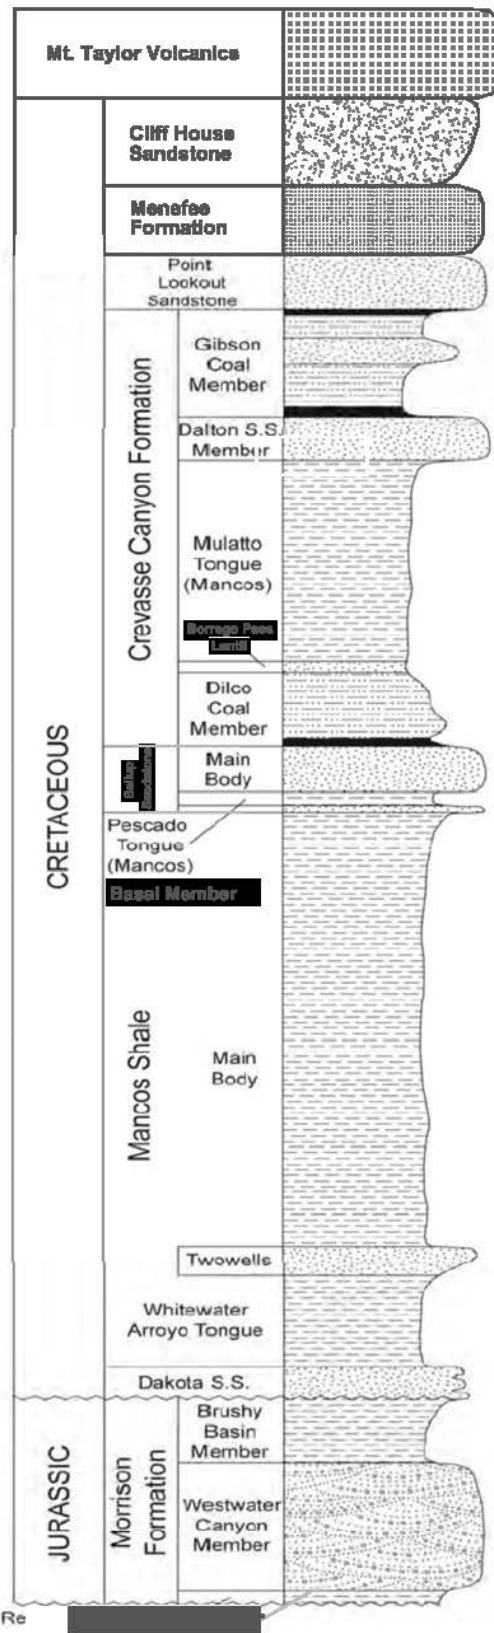 Mt. Taylor Volcanics
Cliff House
Sandstone
Menefee
Formation
Point
Lookout
Sandstone
Crevasse Canyon Formation
Gibson
Coal
Member
Dalton S.S.
Member
Mulatto
Tongue
(Mancos)
Borrego Pass
Lentil
Dilco
Coal
Member
CRETACEOUS
Gallup
Sandstone
Main
Body
Pescado
Tongue
(Mancos)
Basal Member
Mancos Shale
Main
Body
Twowells
Whitewater
Arroyo Tongue
Dakota S.S.
JURASSIC
Morrison
Formation
Brushy
Basin
Member
Westwater
Canyon
Member
Re